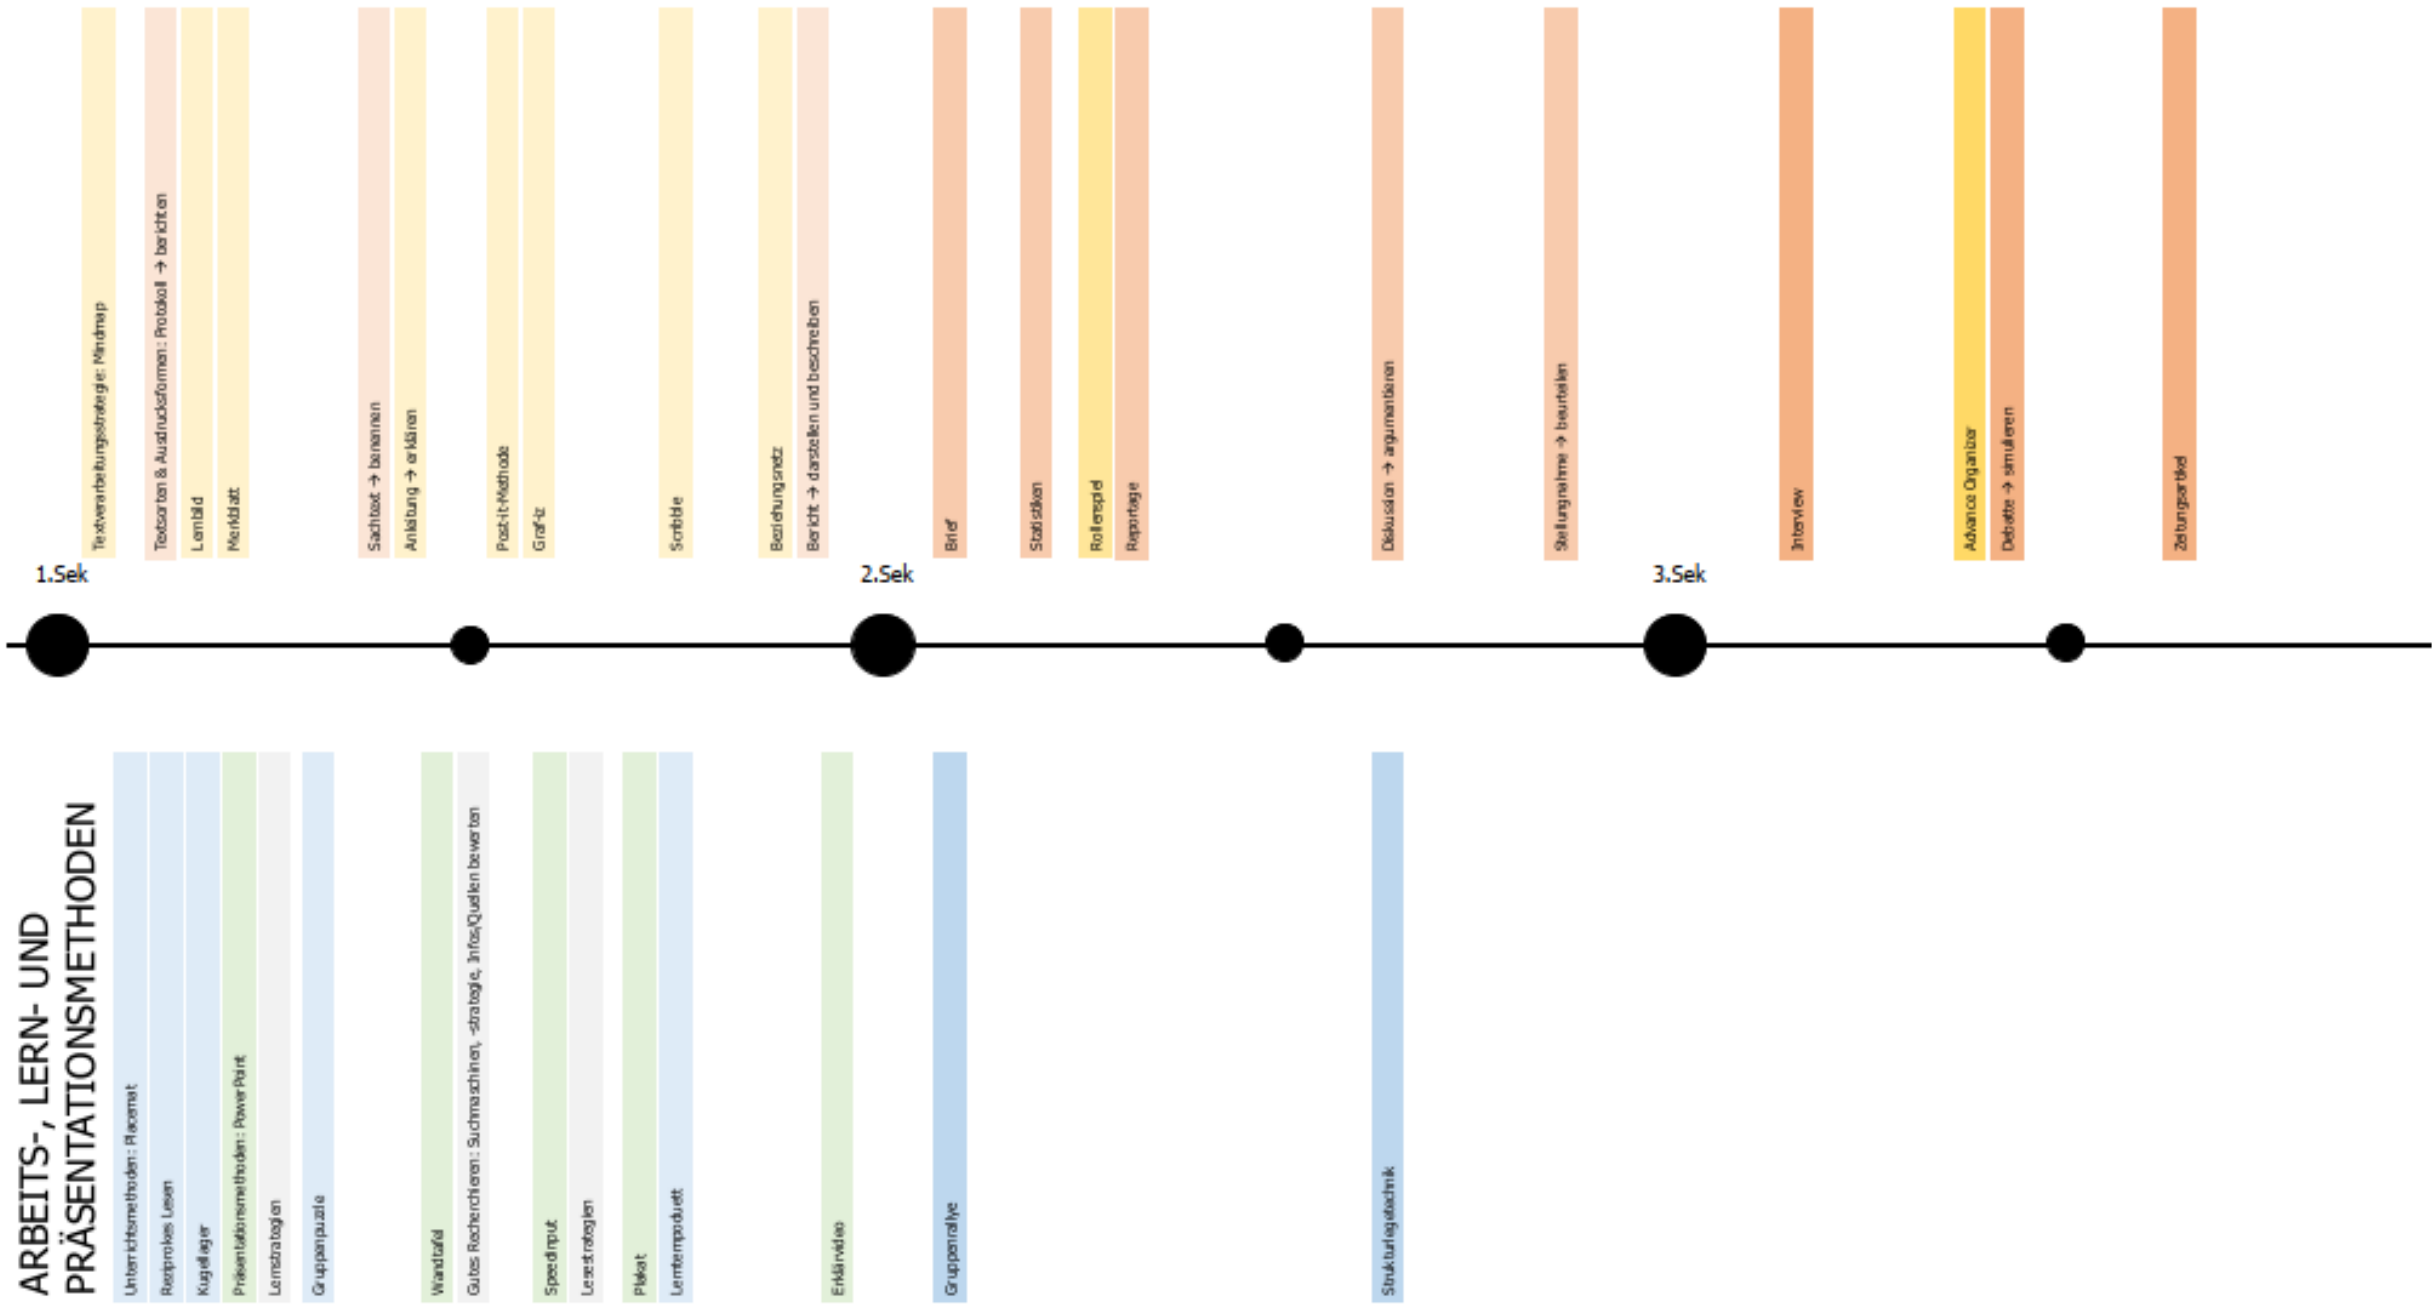 Textverarbeitungsstrategie: Mindmap
Textsorten & Ausdrucksformen: Protokoll → berichten
Lernbild
Merkblatt
Sachtext → benennen
Anleitung → erklären
Post-it-Methode
Graf-iz
Scribble
Beziehungsnetz
Bericht → darstellen und beschreiben
Brief
Statistiken
Rollenspiel
Reportage
Diskussion → argumentieren
Stellungnahme → beurteilen
Interview
Advance Organizer
Debatte → simulieren
Zeitungsartikel
1.Sek
2.Sek
3.Sek
ARBEITS-, LERN- UND
PRÄSENTATIONSMETHODEN
Unterrichtsmethoden: Placemat
Reziprokes Lesen
Kugellager
Präsentationsmethoden: PowerPoint
Lernstrategien
Gruppenpuzzle
Wandtafel
Gutes Recherchieren: Suchmaschinen, -strategie, Infos/Quellen bewerten
Speedinput
Lesestrategien
Plakat
Lerntempoduett
Erklärvideo
Gruppenrallye
Strukturlegetechnik